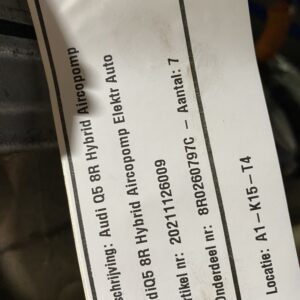 schrijving: Audi Q5 8R Hybrid Aircopomp
diQ5 8R Hybrid Aircopomp Elektr Auto
tikel nr: 20211126009
Onderdeel nr: 8R0260797C - Aantal: 7
Locatie: A1-K15-T4